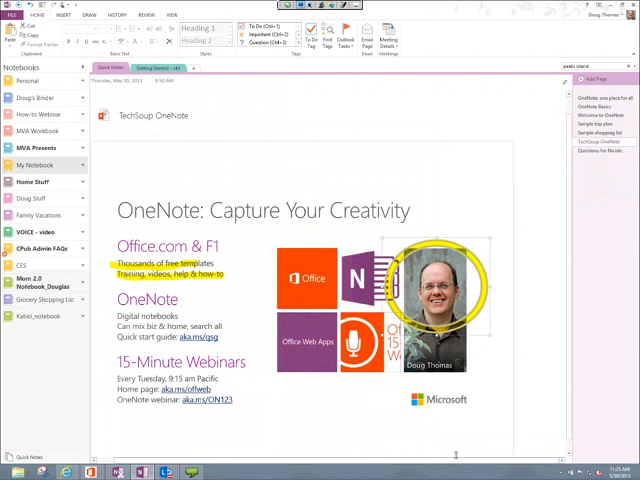 FILE
HOME
INSERT
DRAW
HISTORY
REVIEW
VIEW
Doug Thomas
Paste
Cut
Copy
Format Painter
Clipboard
Basic Text
Heading 1
Heading 2
Styles
To Do (Ctrl+1)
Important (Ctrl+2)
Question (Ctrl+3)
To Do Tag
Find Tags
Outlook Tasks
Tags
Email Page
Email
Meeting Details
Meetings
Notebooks
Quick Notes
peaks island
Add Page
Personal
Doug's Binder
How-to Webinar
MVA Workbook
MVA Presents
My Notebook
Home Stuff
Doug Stuff
Family Vacations
VOICE - video
CPub Admin FAQs
CES
Mom 2.0 Notebook_Douglas
Grocery Shopping List
KatieJ_notebook
Quick Notes
Thursday, May 30, 2013
9:50 AM
TechSoup OneNote
OneNote: Capture Your Creativity
Office.com & F1
Thousands of free templates
Training, videos, help & how-to
OneNote
Digital notebooks
Can mix biz & home, search all
Quick start guide: aka.ms/qsg
15-Minute Webinars
Every Tuesday, 9:15 am Pacific
Home page: aka.ms/offweb
OneNote webinar: aka.ms/ON123
Office
N
Office Web Apps
Doug Thomas
Microsoft
OneNote: one place for all
OneNote Basics
Welcome to OneNote
Sample trip plan
Sample shopping list
TechSoup OneNote
Questions for Nicole:
11:25 AM
5/30/2013